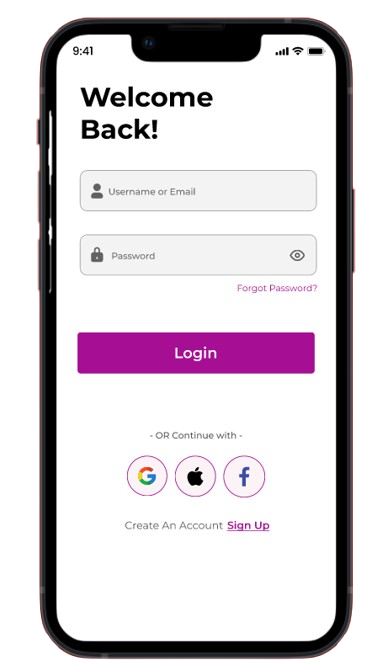 9:41
Welcome
Back!
Username or Email
Password
Forgot Password?
Login
- OR Continue with -
Create An Account Sign Up